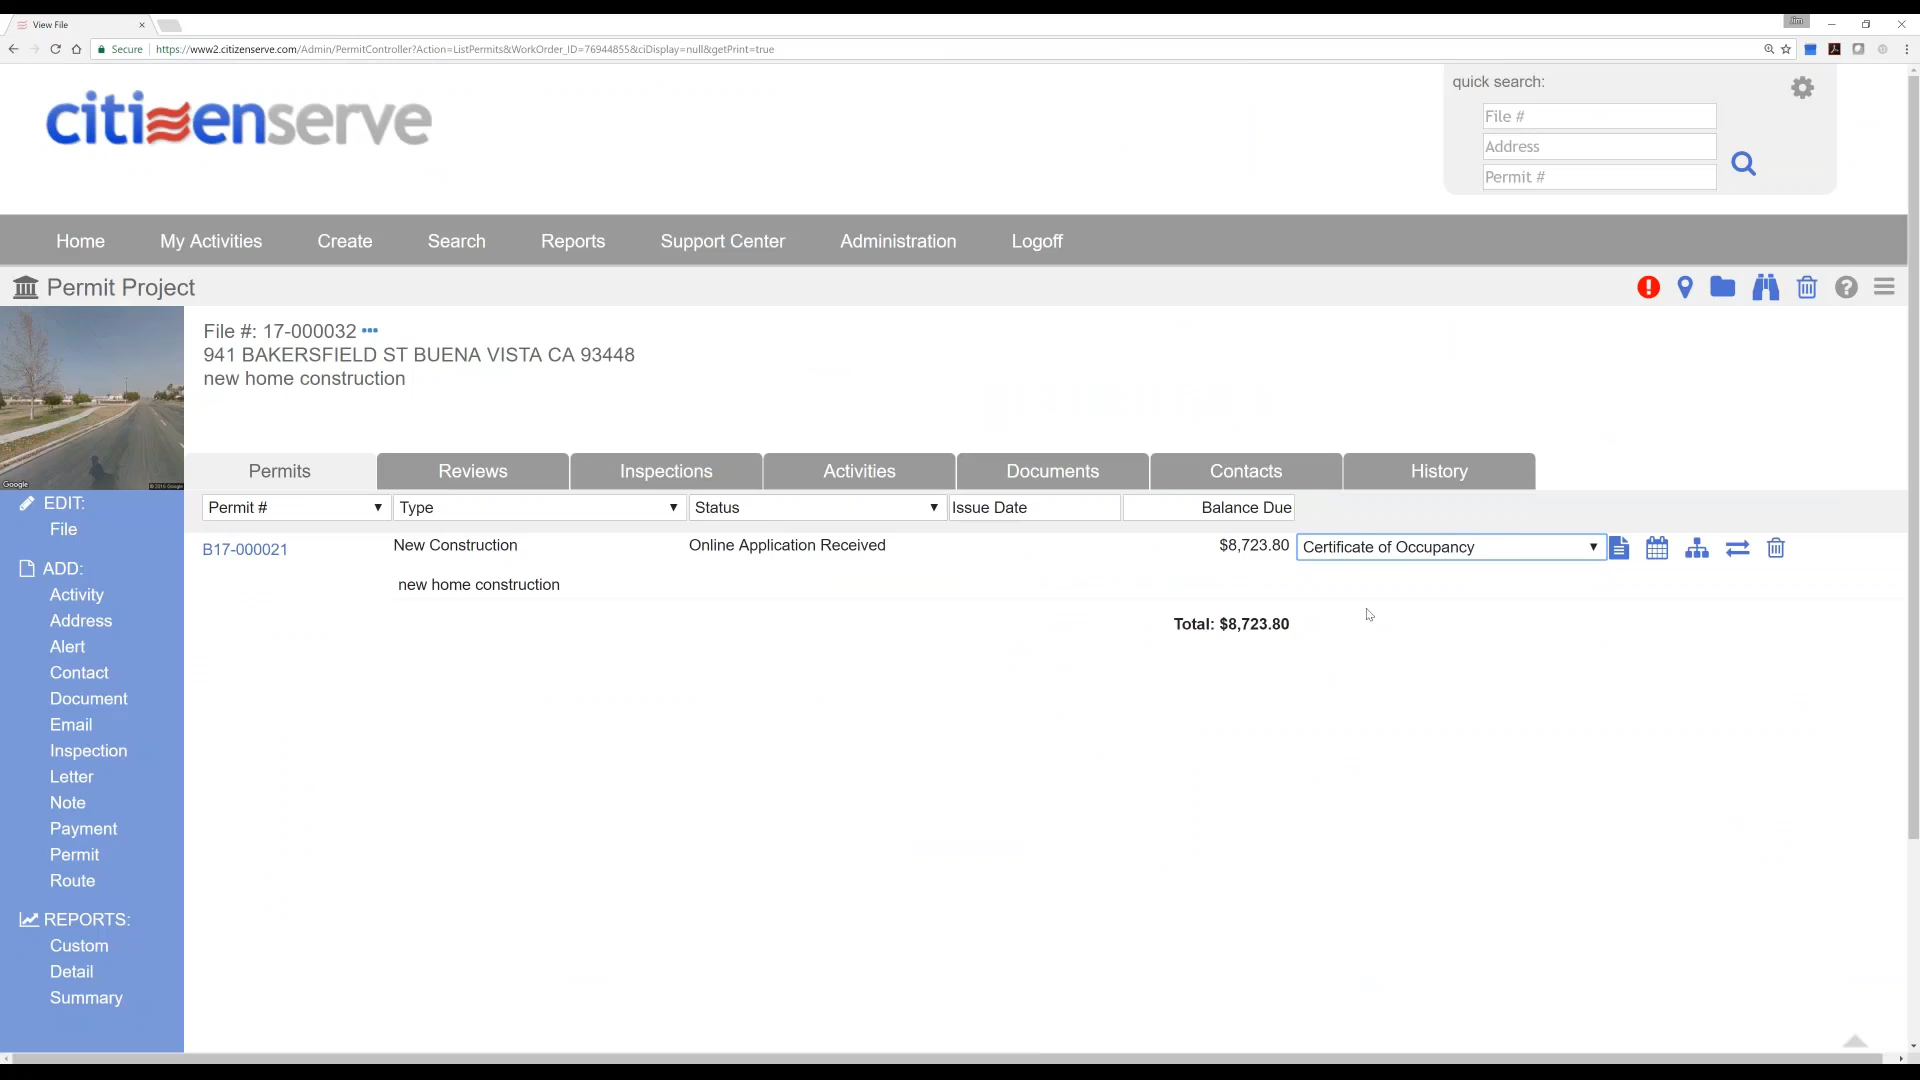 View File
Jim
Secure https://www2.citizenserve.com/Admin/PermitController?Action=ListPermits&WorkOrder_ID=76944855&ciDisplay=null&getPrint=true
citizenserve
quick search:
File #
Address
Permit #
Home My Activities Create Search Reports Support Center Administration Logoff
Permit Project
File #: 17-000032
941 BAKERSFIELD ST BUENA VISTA CA 93448
new home construction
Google
Permits Reviews Inspections Activities Documents Contacts History
Permit # Type Status Issue Date Balance Due
B17-000021 New Construction Online Application Received $8,723.80 Certificate of Occupancy
new home construction
Total: $8,723.80
EDIT:
File
ADD:
Activity
Address
Alert
Contact
Document
Email
Inspection
Letter
Note
Payment
Permit
Route
REPORTS:
Custom
Detail
Summary